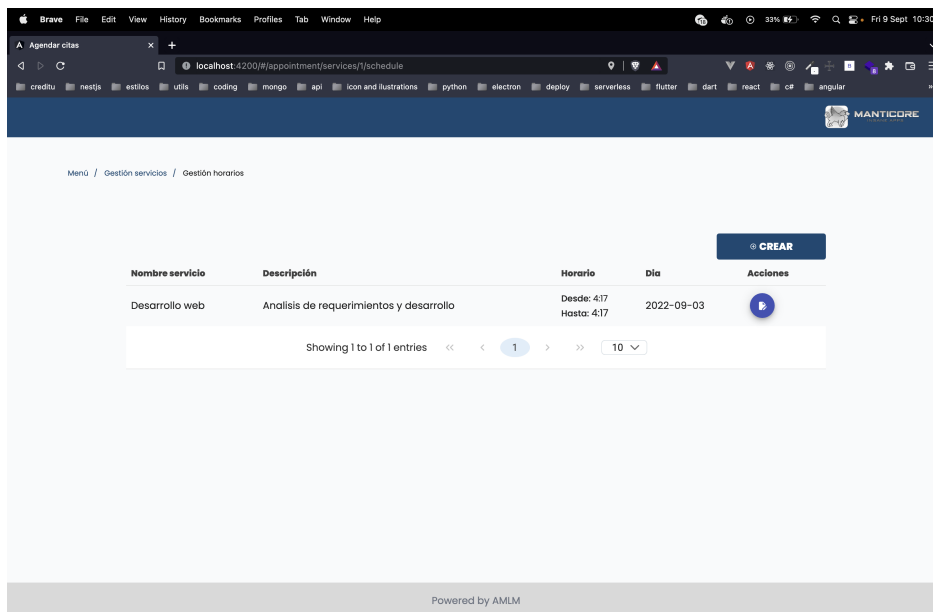 Brave File Edit View History Bookmarks Profiles Tab Window Help 33% Fri 9 Sept 10:30
Agendar citas
localhost:4200/#/appointment/services/1/schedule
creditu nestjs estilos utils coding mongo api icon and ilustrations python electron deploy serverless flutter dart react c# angular
MANTICORE
Menú / Gestión servicios / Gestión horarios
CREAR
Nombre servicio Descripción Horario Dia Acciones
Desarrollo web Analisis de requerimientos y desarrollo Desde: 4:17 2022-09-03
Hasta: 4:17
Showing 1 to 1 of 1 entries << < 1 > >> 10
Powered by AMLM